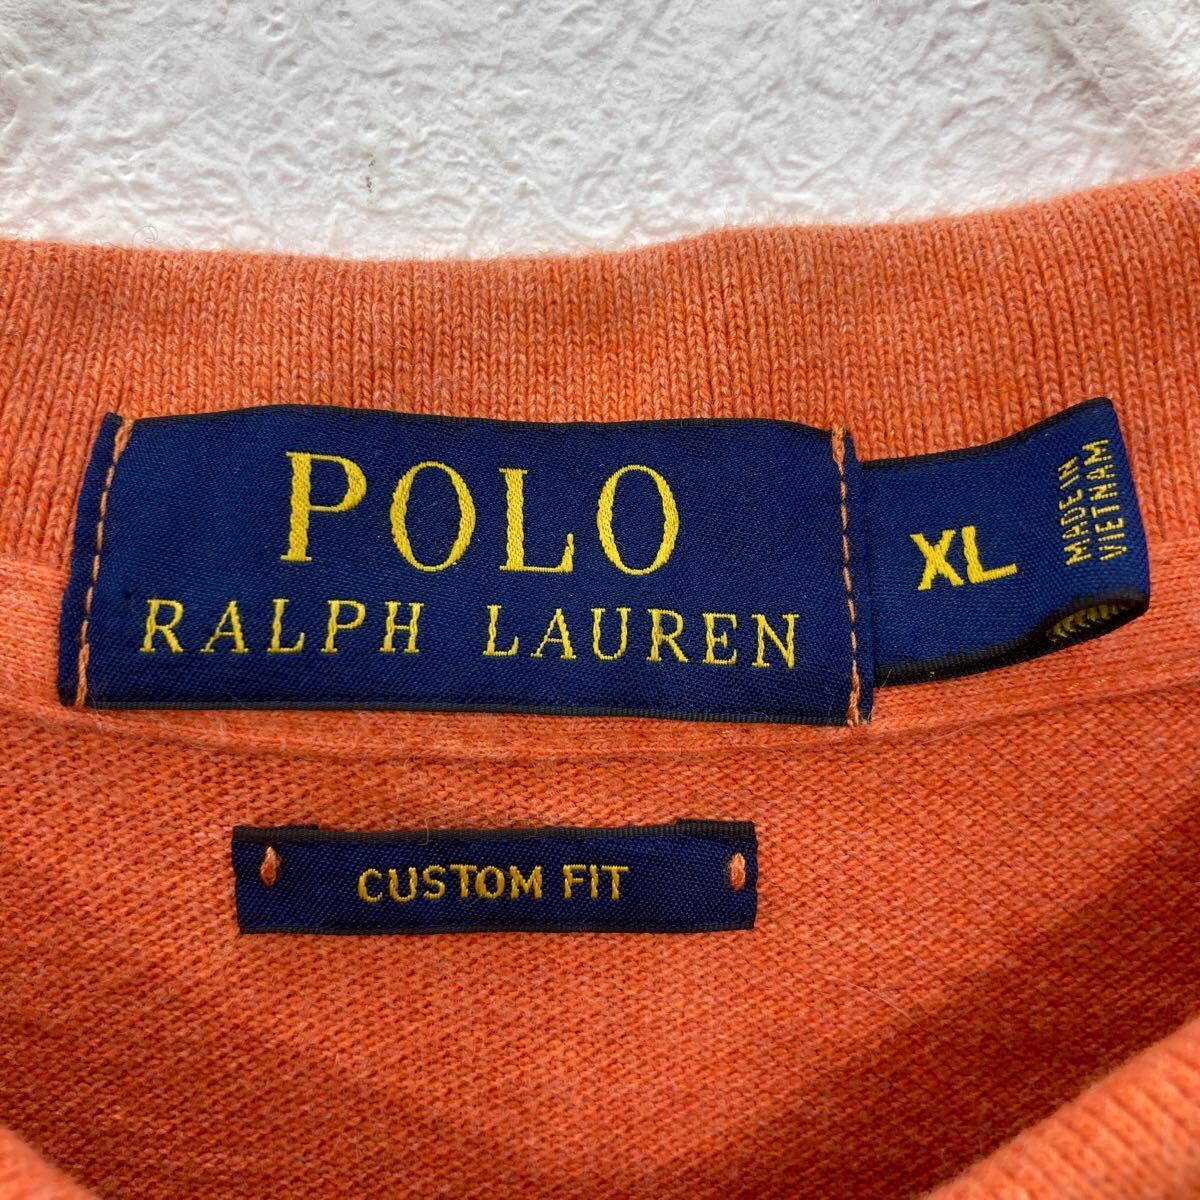 POLO
RALPH LAUREN
XL
MADE IN
VIETNAM
CUSTOM FIT